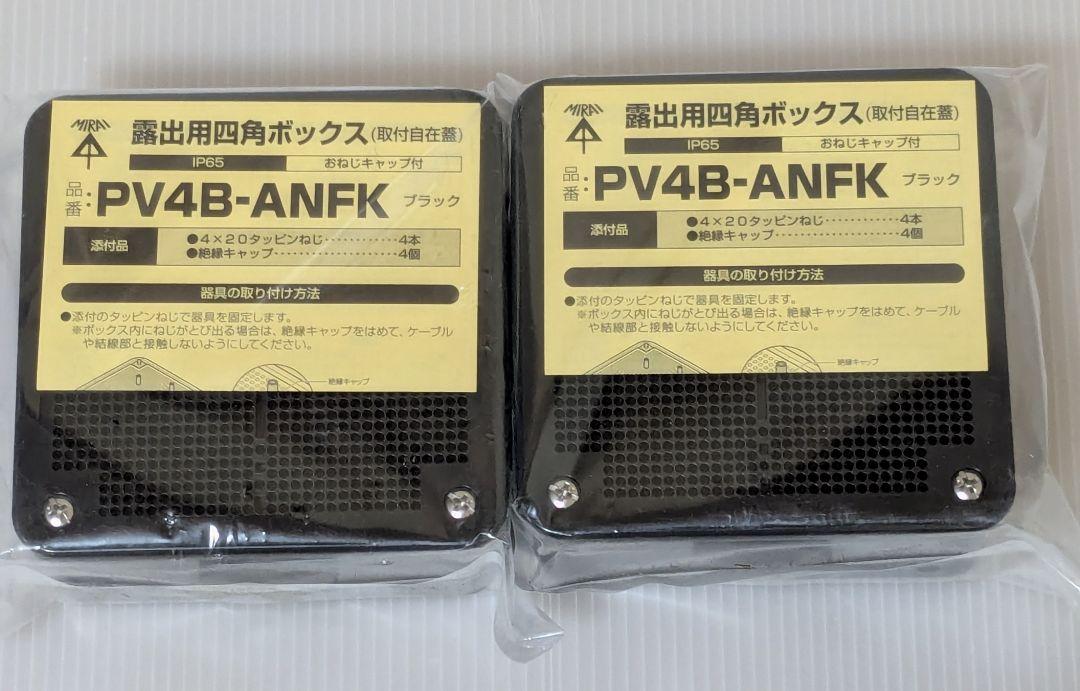 MIRAI
露出用四角ボックス(取付自在蓋)
IP65 おねじキャップ付
品番:PV4B-ANFK ブラック
添付品
●4×20タッピンねじ…………4本
●絶縁キャップ…………………4個
器具の取り付け方法
●添付のタッピンねじで器具を固定します。
※ボックス内にねじがとび出る場合は、絶縁キャップをはめて、ケーブル
や結線部と接触しないようにしてください。
絶縁キャップ
MIRAI
露出用四角ボックス(取付自在蓋)
IP65 おねじキャップ付
品番:PV4B-ANFK ブラック
添付品
●4×20タッピンねじ…………4本
●絶縁キャップ…………………4個
器具の取り付け方法
●添付のタッピンねじで器具を固定します。
※ボックス内にねじがとび出る場合は、絶縁キャップをはめて、ケーブル
や結線部と接触しないようにしてください。
絶縁キャップ